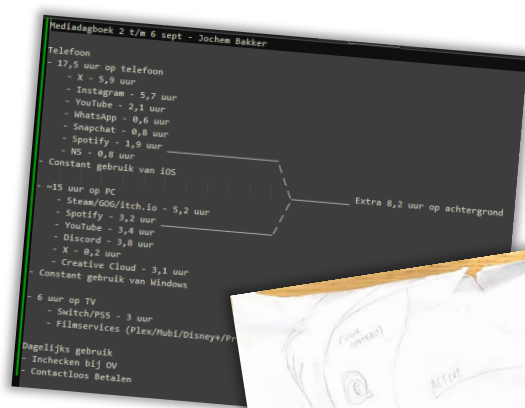 Mediadagboek 2 t/m 6 sept - Jochem Bakker
Telefoon
- 17,5 uur op telefoon
- X - 5,9 uur
- Instagram - 5,7 uur
- YouTube - 2,1 uur
- WhatsApp - 0,6 uur
- Snapchat - 0,8 uur
- Spotify - 1,9 uur
- NS - 0,8 uur
- Constant gebruik van iOS
Extra 8,2 uur op achtergrond
- ~15 uur op PC
- Steam/GOG/itch.io - 5,2 uur
- Spotify - 3,2 uur
- YouTube - 3,4 uur
- Discord - 3,8 uur
- X - 0,2 uur
- Creative Cloud - 3,1 uur
- Constant gebruik van Windows
- 6 uur op TV
- Switch/PS5 - 3 uur
- Filmservices (Plex/Mubi/Disney+/Pr
Dagelijks gebruik
- Inchecken bij OV
- Contactloos Betalen